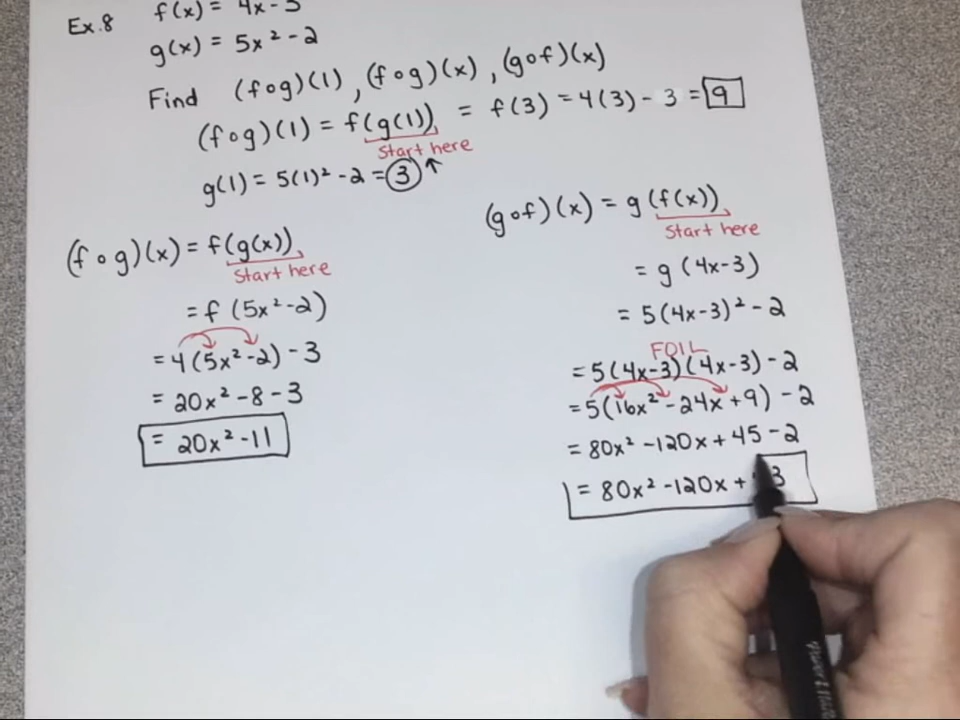 Ex.8 f(x) = 4x - 3
g(x) = 5x² - 2
Find (f∘g)(1), (f∘g)(x), (g∘f)(x)
(f∘g)(1) = f(g(1)) = f(3) = 4(3) - 3 = 9
Start here
g(1) = 5(1)² - 2 = 3
(f∘g)(x) = f(g(x))
Start here
= f(5x²-2)
= 4(5x²-2) - 3
= 20x² - 8 - 3
= 20x² - 11
(g∘f)(x) = g(f(x))
Start here
= g(4x-3)
= 5(4x-3)² - 2
FOIL
= 5(4x-3)(4x-3) - 2
= 5(16x² - 24x + 9) - 2
= 80x² - 120x + 45 - 2
= 80x² - 120x + 3